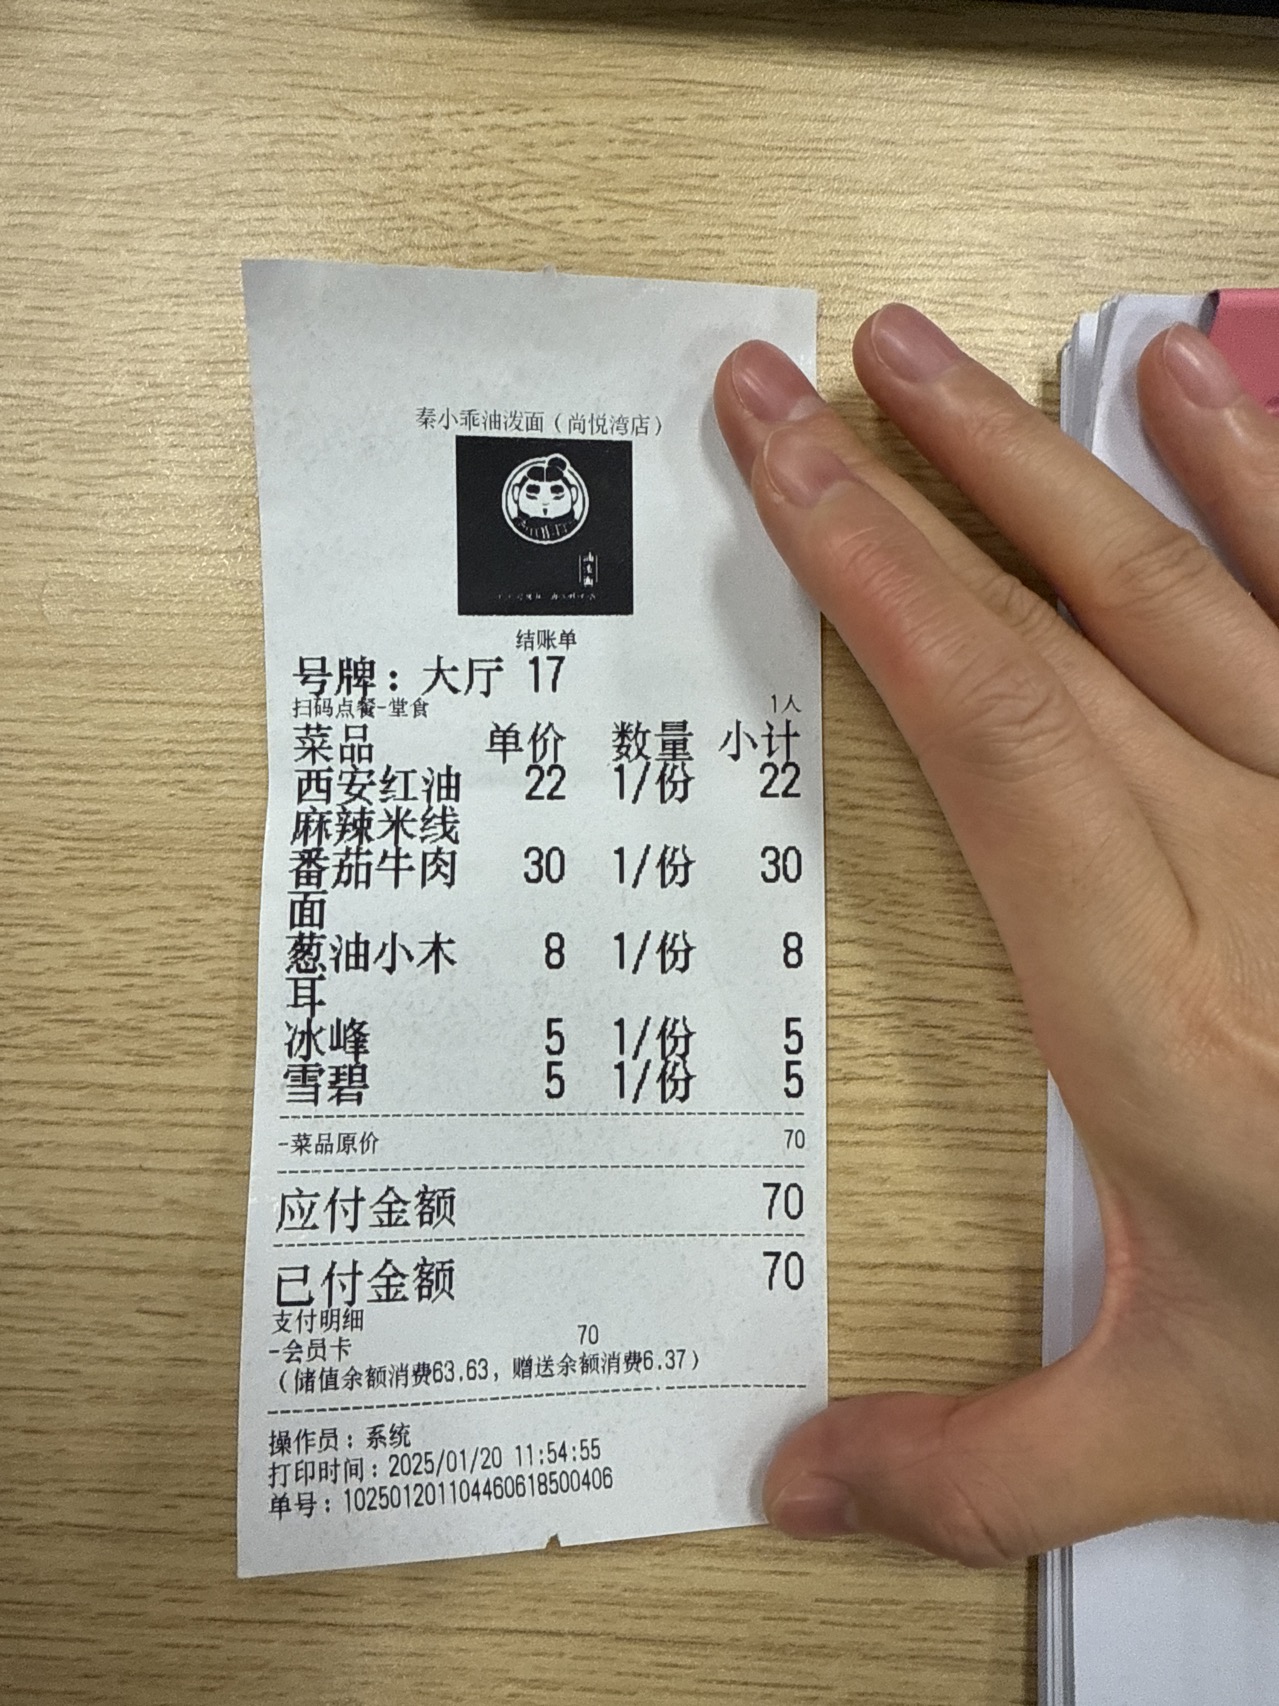 秦小乖油泼面（尚悦湾店）
结账单
号牌：大厅 17
扫码点餐-堂食 1人
菜品 单价 数量 小计
西安红油 22 1/份 22
麻辣米线
番茄牛肉 30 1/份 30
面
葱油小木 8 1/份 8
耳
冰峰 5 1/份 5
雪碧 5 1/份 5
-菜品原价 70
应付金额 70
已付金额 70
支付明细
-会员卡 70
（储值余额消费63.63，赠送余额消费6.37）
操作员：系统
打印时间：2025/01/20 11:54:55
单号：102501201104460618500406